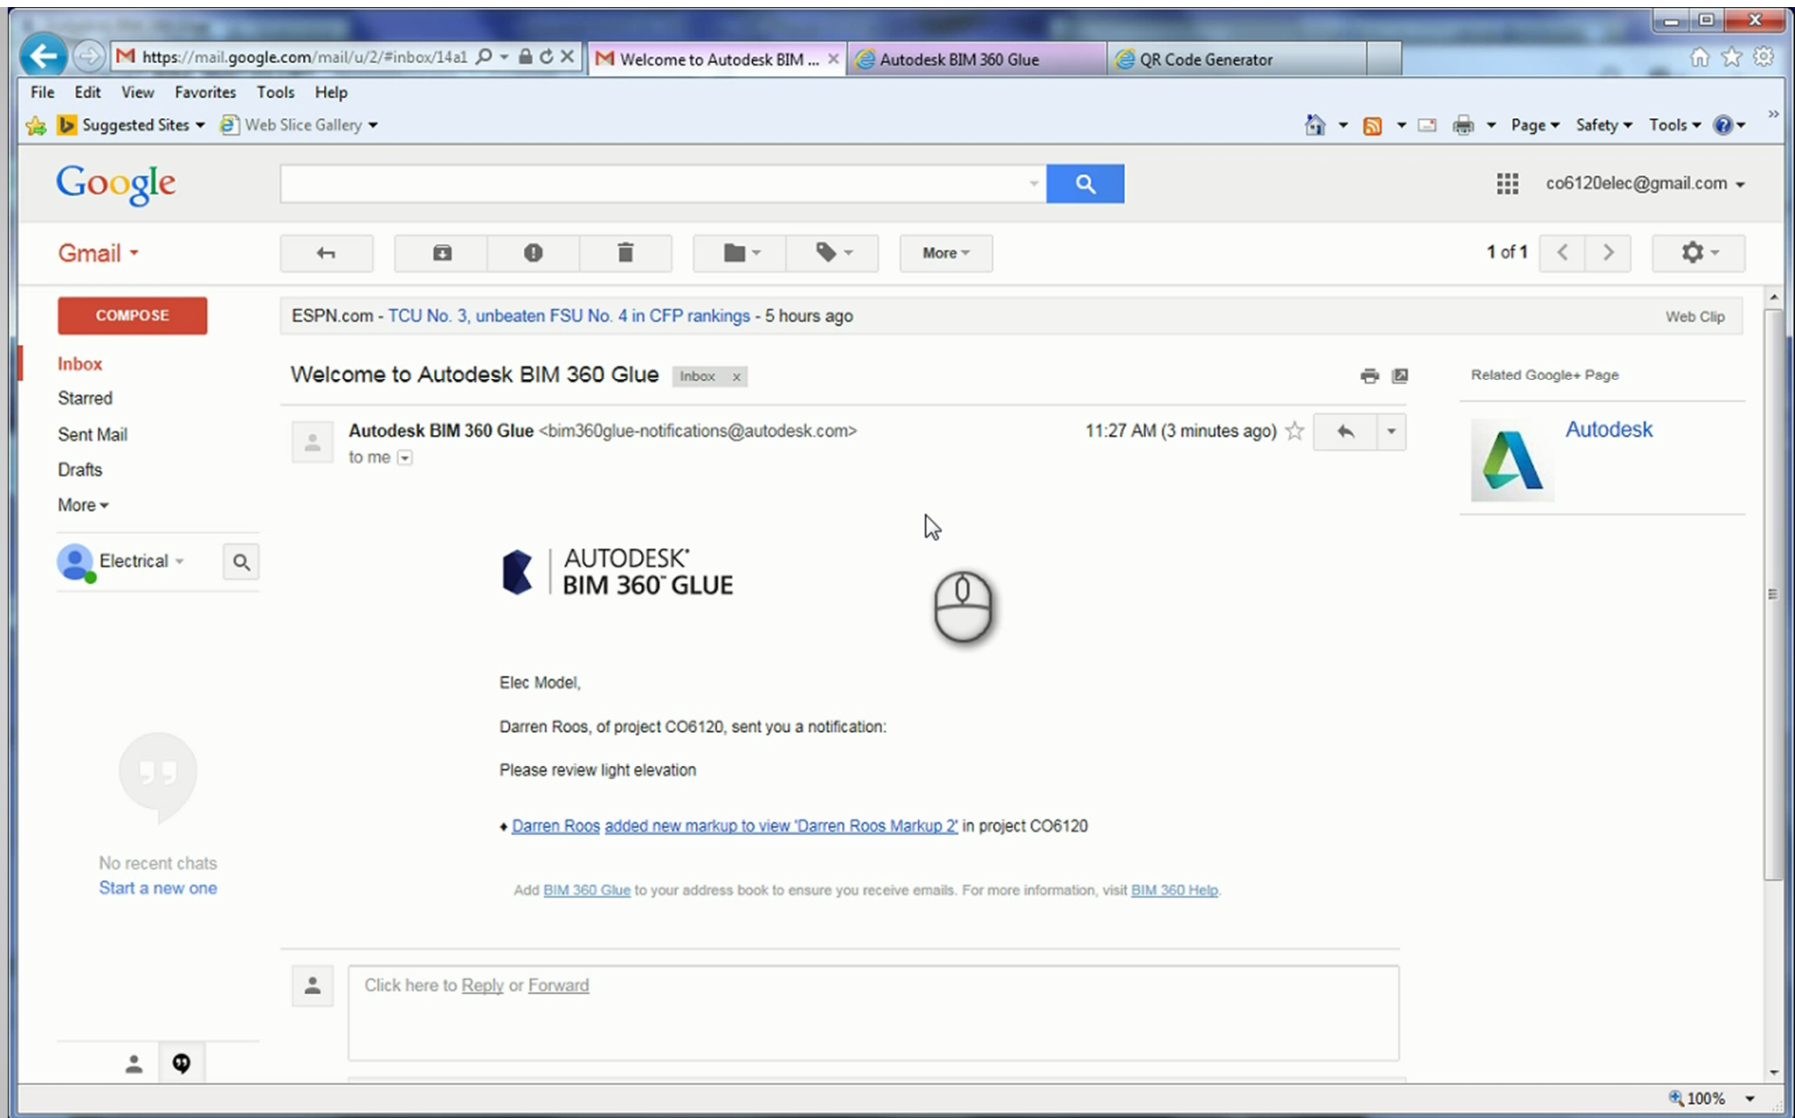 https://mail.google.com/mail/u/2/#inbox/14a1
Welcome to Autodesk BIM ...
Autodesk BIM 360 Glue
QR Code Generator
File Edit View Favorites Tools Help
Suggested Sites Web Slice Gallery
Page Safety Tools
Google
co6120elec@gmail.com
Gmail
More
1 of 1
COMPOSE
ESPN.com - TCU No. 3, unbeaten FSU No. 4 in CFP rankings - 5 hours ago
Web Clip
Inbox
Starred
Sent Mail
Drafts
More
Electrical
No recent chats
Start a new one
Welcome to Autodesk BIM 360 Glue
Inbox x
Autodesk BIM 360 Glue <bim360glue-notifications@autodesk.com>
11:27 AM (3 minutes ago)
to me
Related Google+ Page
Autodesk
AUTODESK®
BIM 360™ GLUE
Elec Model,
Darren Roos, of project CO6120, sent you a notification:
Please review light elevation
♦ Darren Roos added new markup to view 'Darren Roos Markup 2' in project CO6120
Add BIM 360 Glue to your address book to ensure you receive emails. For more information, visit BIM 360 Help.
Click here to Reply or Forward
100%